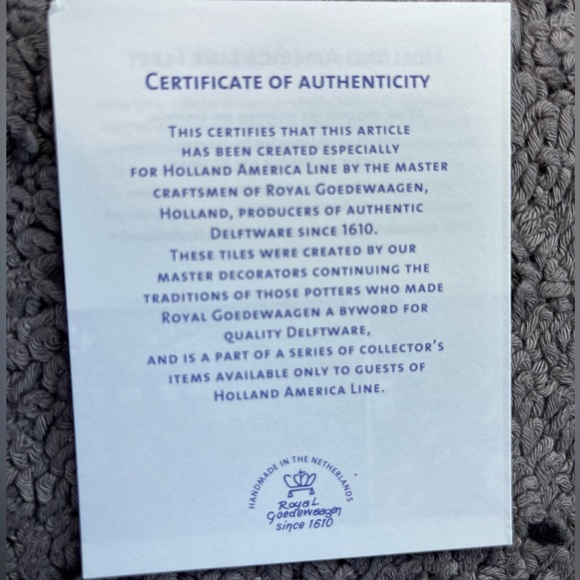 CERTIFICATE OF AUTHENTICITY
THIS CERTIFIES THAT THIS ARTICLE
HAS BEEN CREATED ESPECIALLY
FOR HOLLAND AMERICA LINE BY THE MASTER
CRAFTSMEN OF ROYAL GOEDEWAAGEN,
HOLLAND, PRODUCERS OF AUTHENTIC
DELFTWARE SINCE 1610.
THESE TILES WERE CREATED BY OUR
MASTER DECORATORS CONTINUING THE
TRADITIONS OF THOSE POTTERS WHO MADE
ROYAL GOEDEWAAGEN A BYWORD FOR
QUALITY DELFTWARE,
AND IS A PART OF A SERIES OF COLLECTOR'S
ITEMS AVAILABLE ONLY TO GUESTS OF
HOLLAND AMERICA LINE.
HANDMADE IN THE NETHERLANDS
Royal
Goedewaagen
since 1610